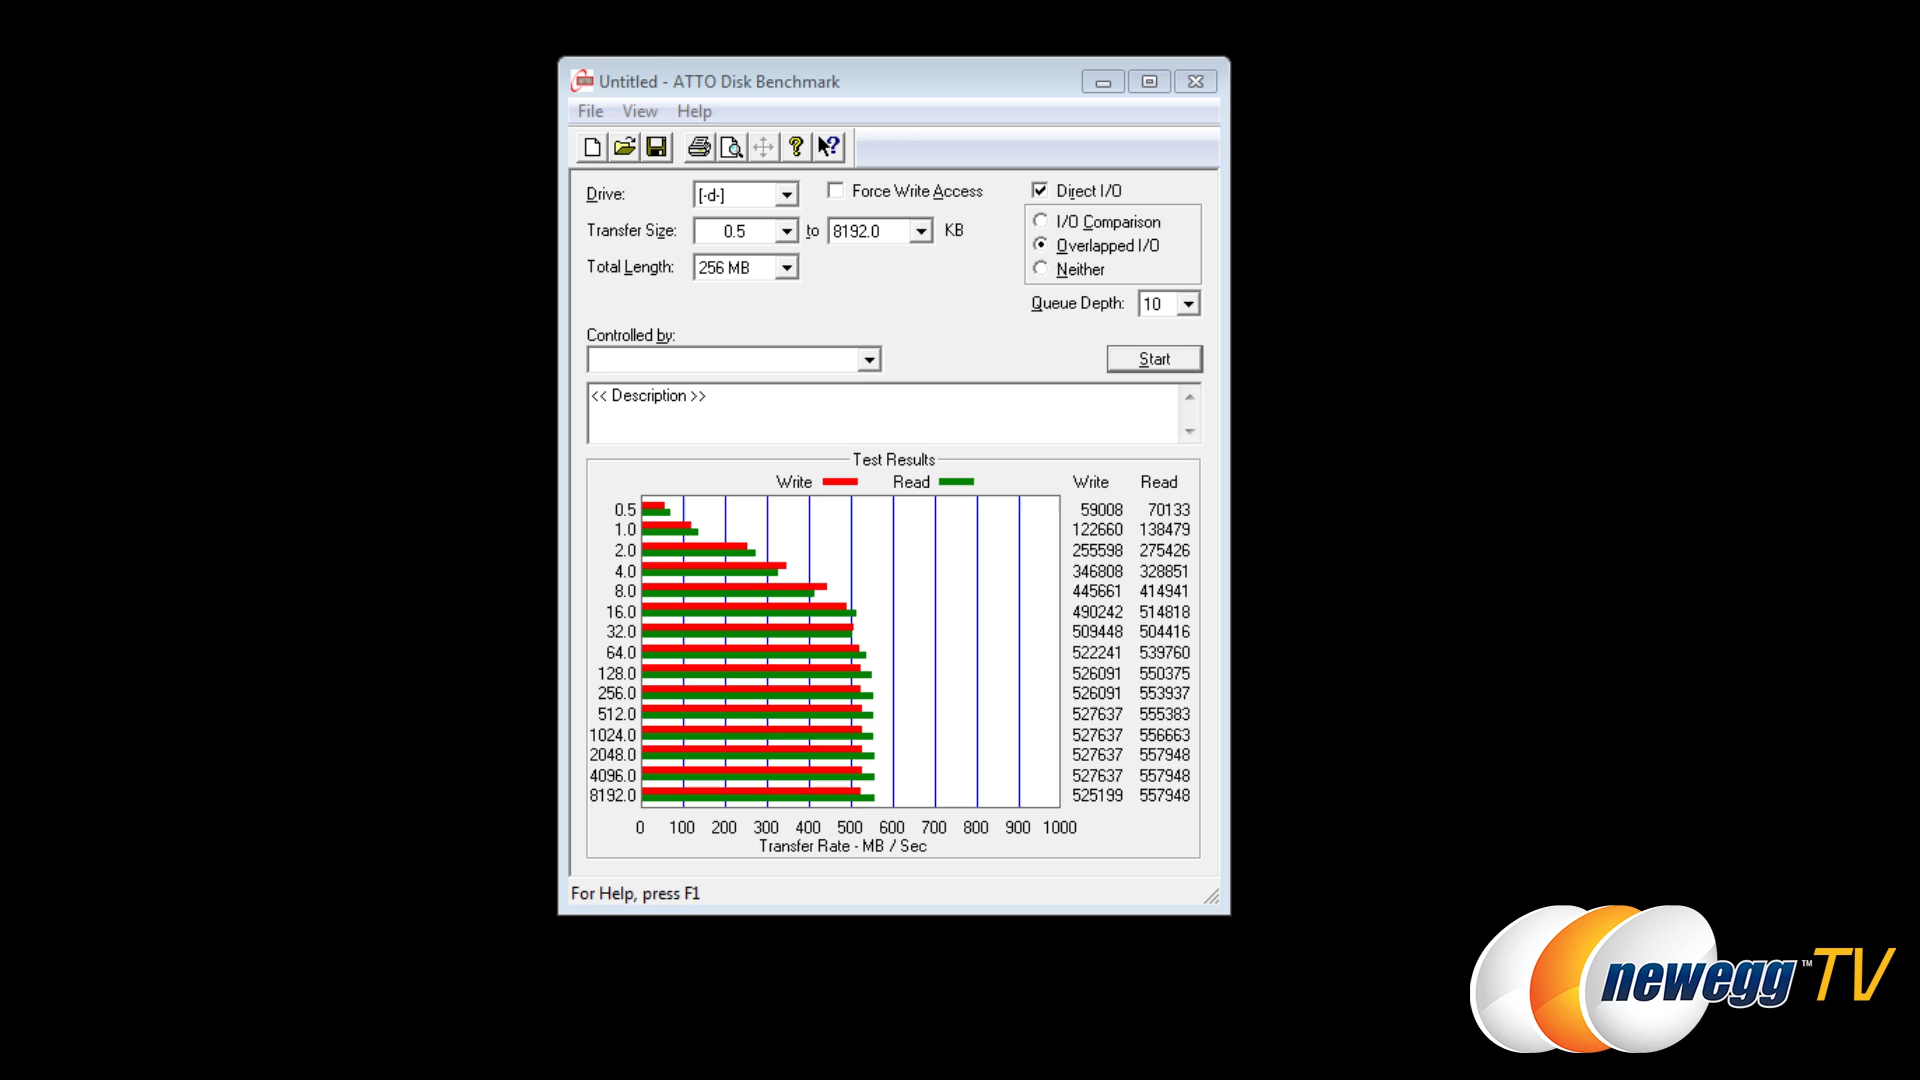 Untitled - ATTO Disk Benchmark
File View Help
Drive: [-d-] Force Write Access Direct I/O
Transfer Size: 0.5 to 8192.0 KB I/O Comparison
Overlapped I/O
Total Length: 256 MB Neither
Queue Depth: 10
Controlled by:
Start
<< Description >>
Test Results
Write Read Write Read
0.5 59008 70133
1.0 122660 138479
2.0 255598 275426
4.0 346808 328851
8.0 445661 414941
16.0 490242 514818
32.0 509448 504416
64.0 522241 539760
128.0 526091 550375
256.0 526091 553937
512.0 527637 555383
1024.0 527637 556663
2048.0 527637 557948
4096.0 527637 557948
8192.0 525199 557948
0 100 200 300 400 500 600 700 800 900 1000
Transfer Rate - MB / Sec
For Help, press F1
newegg™TV